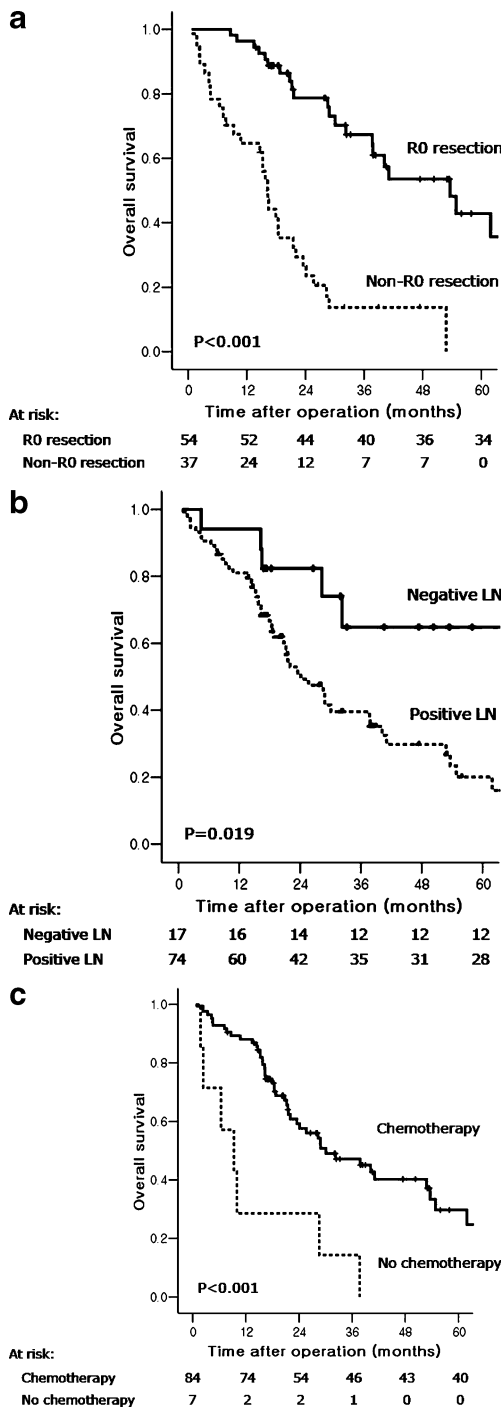 a
1.0
0.8
0.6
0.4
0.2
0.0
Overall survival
R0 resection
Non-R0 resection
P<0.001
0 12 24 36 48 60
At risk: Time after operation (months)
R0 resection 54 52 44 40 36 34
Non-R0 resection 37 24 12 7 7 0
b
1.0
0.8
0.6
0.4
0.2
0.0
Overall survival
Negative LN
Positive LN
P=0.019
0 12 24 36 48 60
At risk: Time after operation (months)
Negative LN 17 16 14 12 12 12
Positive LN 74 60 42 35 31 28
c
1.0
0.8
0.6
0.4
0.2
0.0
Overall survival
Chemotherapy
No chemotherapy
P<0.001
0 12 24 36 48 60
At risk: Time after operation (months)
Chemotherapy 84 74 54 46 43 40
No chemotherapy 7 2 2 1 0 0